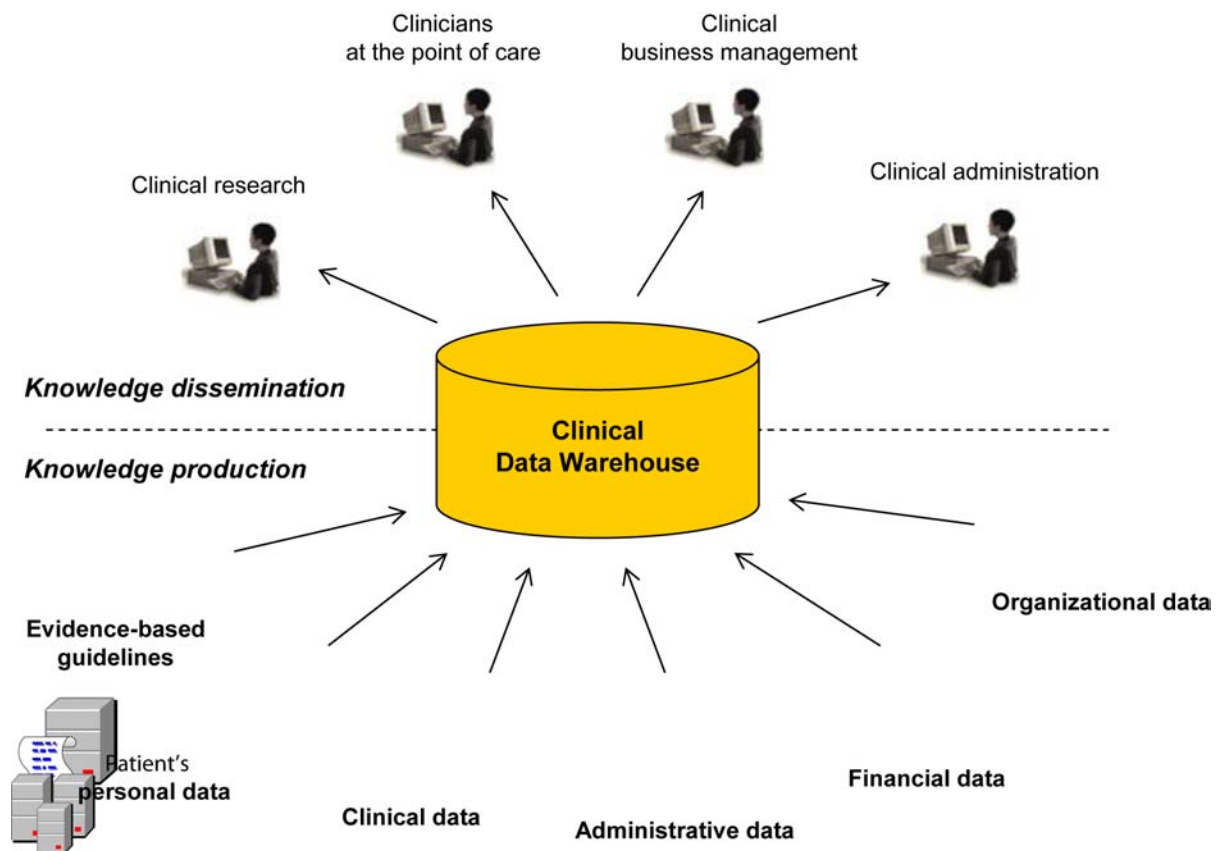 Clinicians
at the point of care
Clinical
business management
Clinical research
Clinical administration
Knowledge dissemination
Clinical
Data Warehouse
Knowledge production
Organizational data
Evidence-based
guidelines
Patient's
personal data
Financial data
Clinical data
Administrative data